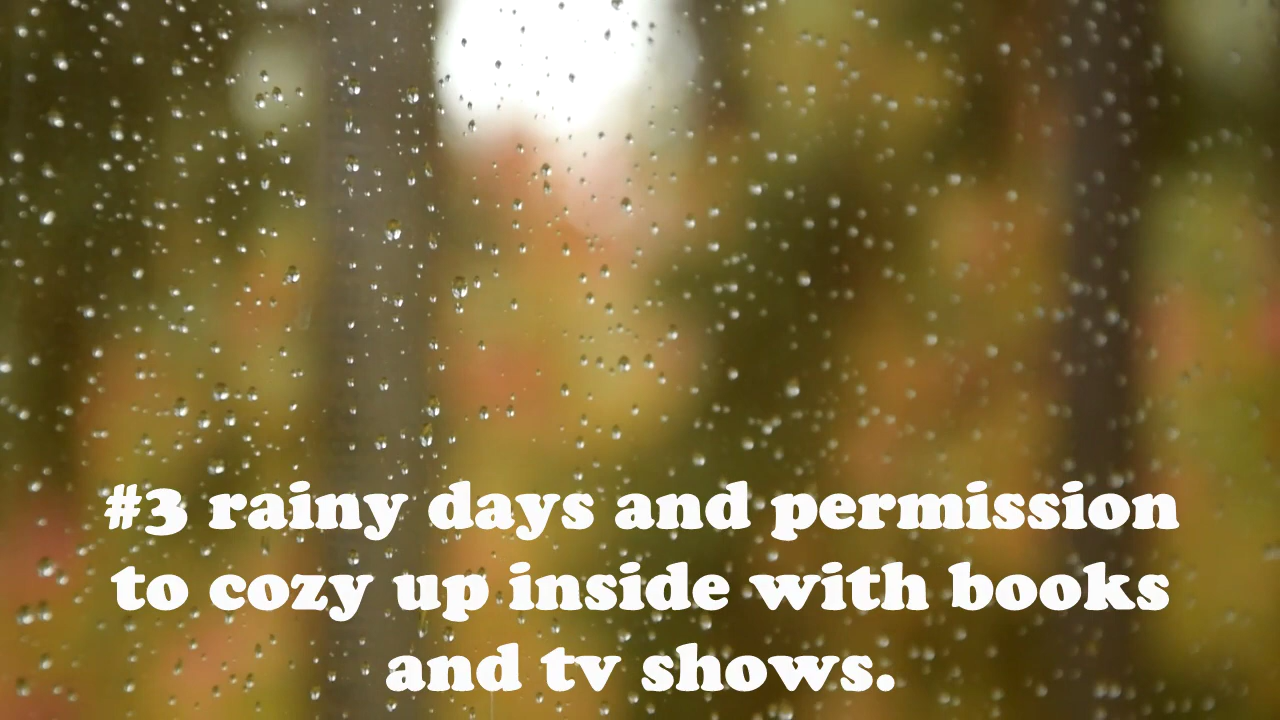 #3 rainy days and permission
to cozy up inside with books
and tv shows.